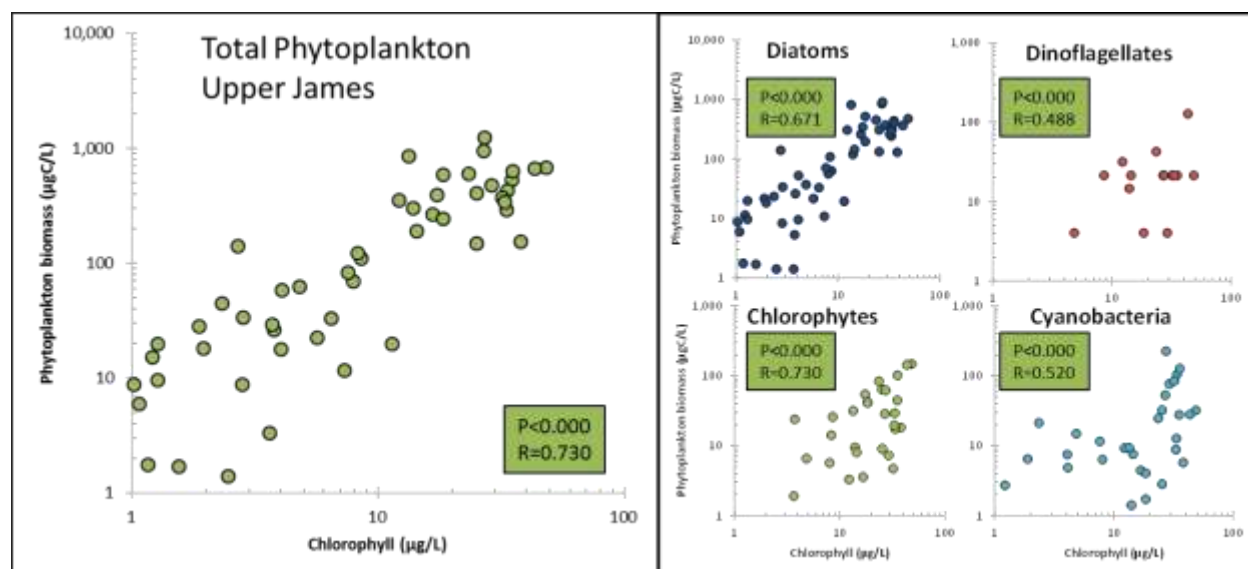 Total Phytoplankton
Upper James
Phytoplankton biomass (µgC/L)
10,000
1,000
100
10
1
P<0.000
R=0.730
1
10
100
Chlorophyll (µg/L)
Diatoms
Phytoplankton biomass (µgC/L)
10,000
1,000
100
10
1
P<0.000
R=0.671
1
10
100
Dinoflagellates
1,000
100
10
1
P<0.000
R=0.488
1
10
100
Chlorophytes
Phytoplankton biomass (µgC/L)
1,000
100
10
1
P<0.000
R=0.730
1
10
100
Chlorophyll (µg/L)
Cyanobacteria
1,000
100
10
1
P<0.000
R=0.520
1
10
100
Chlorophyll (µg/L)